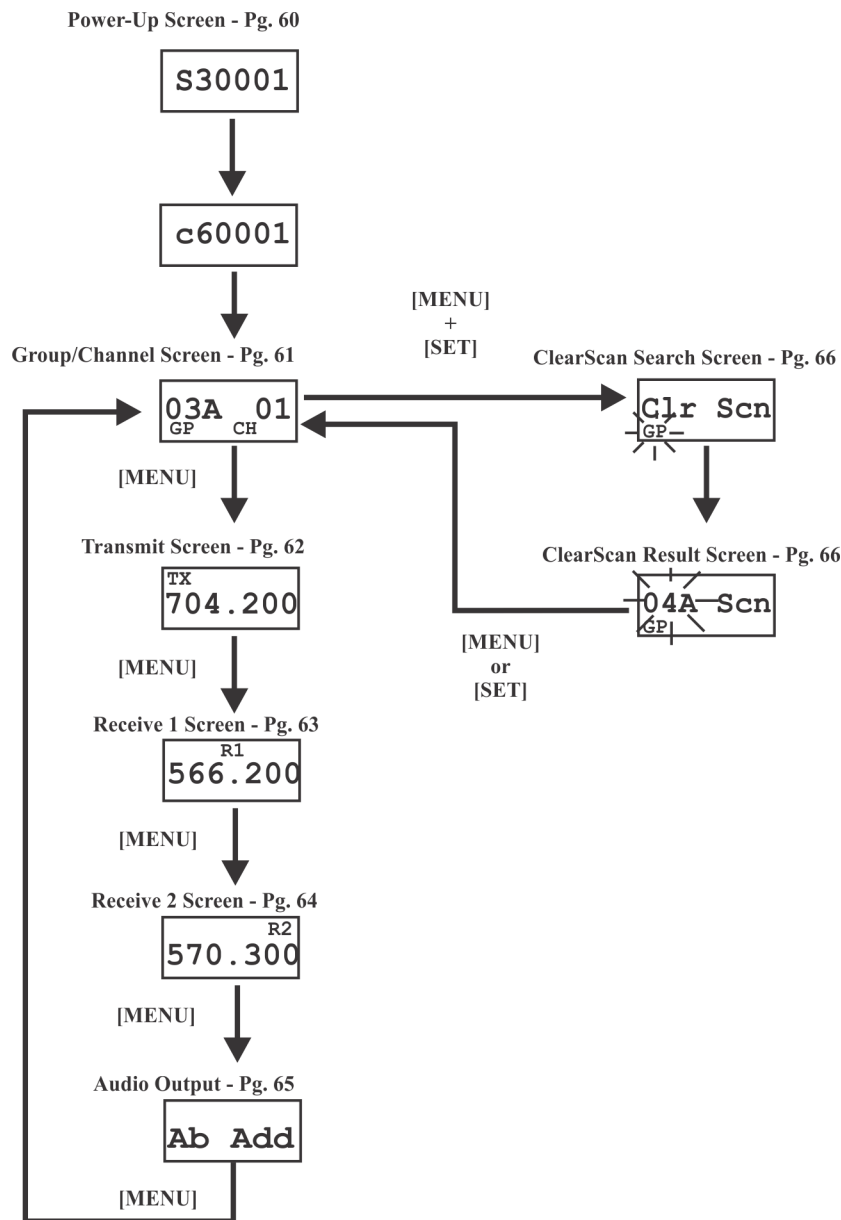 Power-Up Screen - Pg. 60
S30001
c60001
[MENU]
+
[SET]
Group/Channel Screen - Pg. 61
03A 01
GP CH
ClearScan Search Screen - Pg. 66
Clr Scn
GP
[MENU]
Transmit Screen - Pg. 62
TX
704.200
ClearScan Result Screen - Pg. 66
04A Scn
GP
[MENU]
or
[SET]
[MENU]
Receive 1 Screen - Pg. 63
R1
566.200
[MENU]
Receive 2 Screen - Pg. 64
R2
570.300
[MENU]
Audio Output - Pg. 65
Ab Add
[MENU]